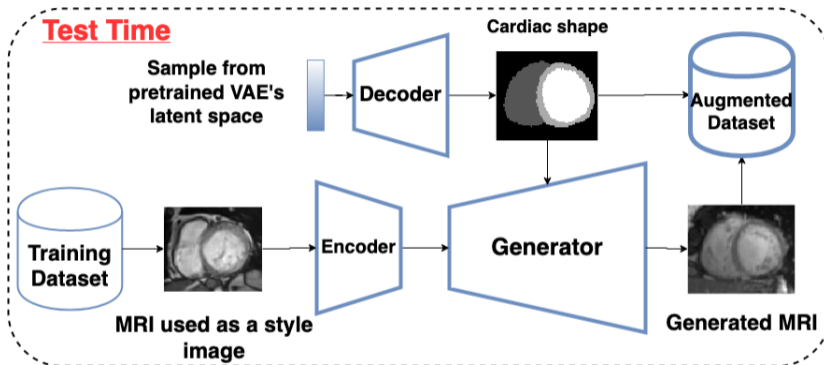 Test Time
Cardiac shape
Sample from
pretrained VAE's
latent space
Decoder
Augmented
Dataset
Training
Dataset
Encoder
Generator
MRI used as a style
image
Generated MRI